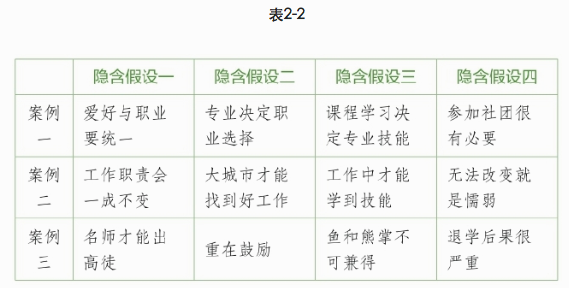 表2-2
隐含假设一 隐含假设二 隐含假设三 隐含假设四
案例 爱好与职业 专业决定职 课程学习决 参加社团很
一 要统一 业选择 定专业技能 有必要
案例 工作职责会 大城市才能 工作中才能 无法改变就
二 一成不变 找到好工作 学到技能 是懦弱
案例 名师才能出 重在鼓励 鱼和熊掌不 退学后果很
三 高徒 可兼得 严重